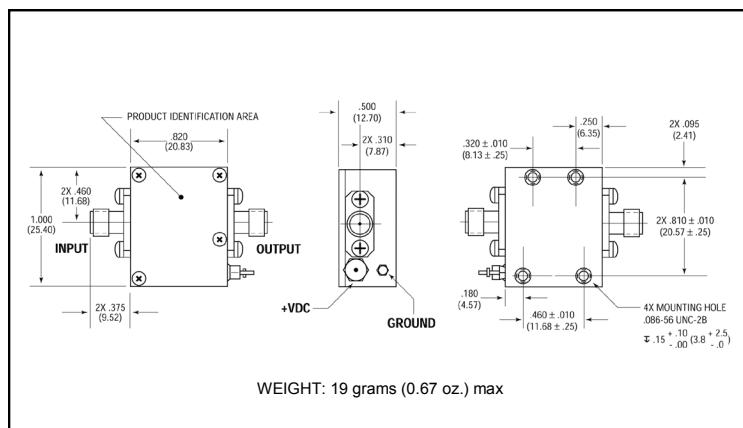 PRODUCT IDENTIFICATION AREA
.820
(20.83)
2X .460
(11.68)
1.000
(25.40)
INPUT
OUTPUT
2X .375
(9.52)
.500
(12.70)
2X .310
(7.87)
+VDC
GROUND
.250
(6.35)
.320 ± .010
(8.13 ± .25)
2X .095
(2.41)
2X .810 ± .010
(20.57 ± .25)
.180
(4.57)
.460 ± .010
(11.68 ± .25)
4X MOUNTING HOLE
.086-56 UNC-2B
↧ .15 + .10 - .00 (3.8 + 2.5 - .0)
WEIGHT: 19 grams (0.67 oz.) max